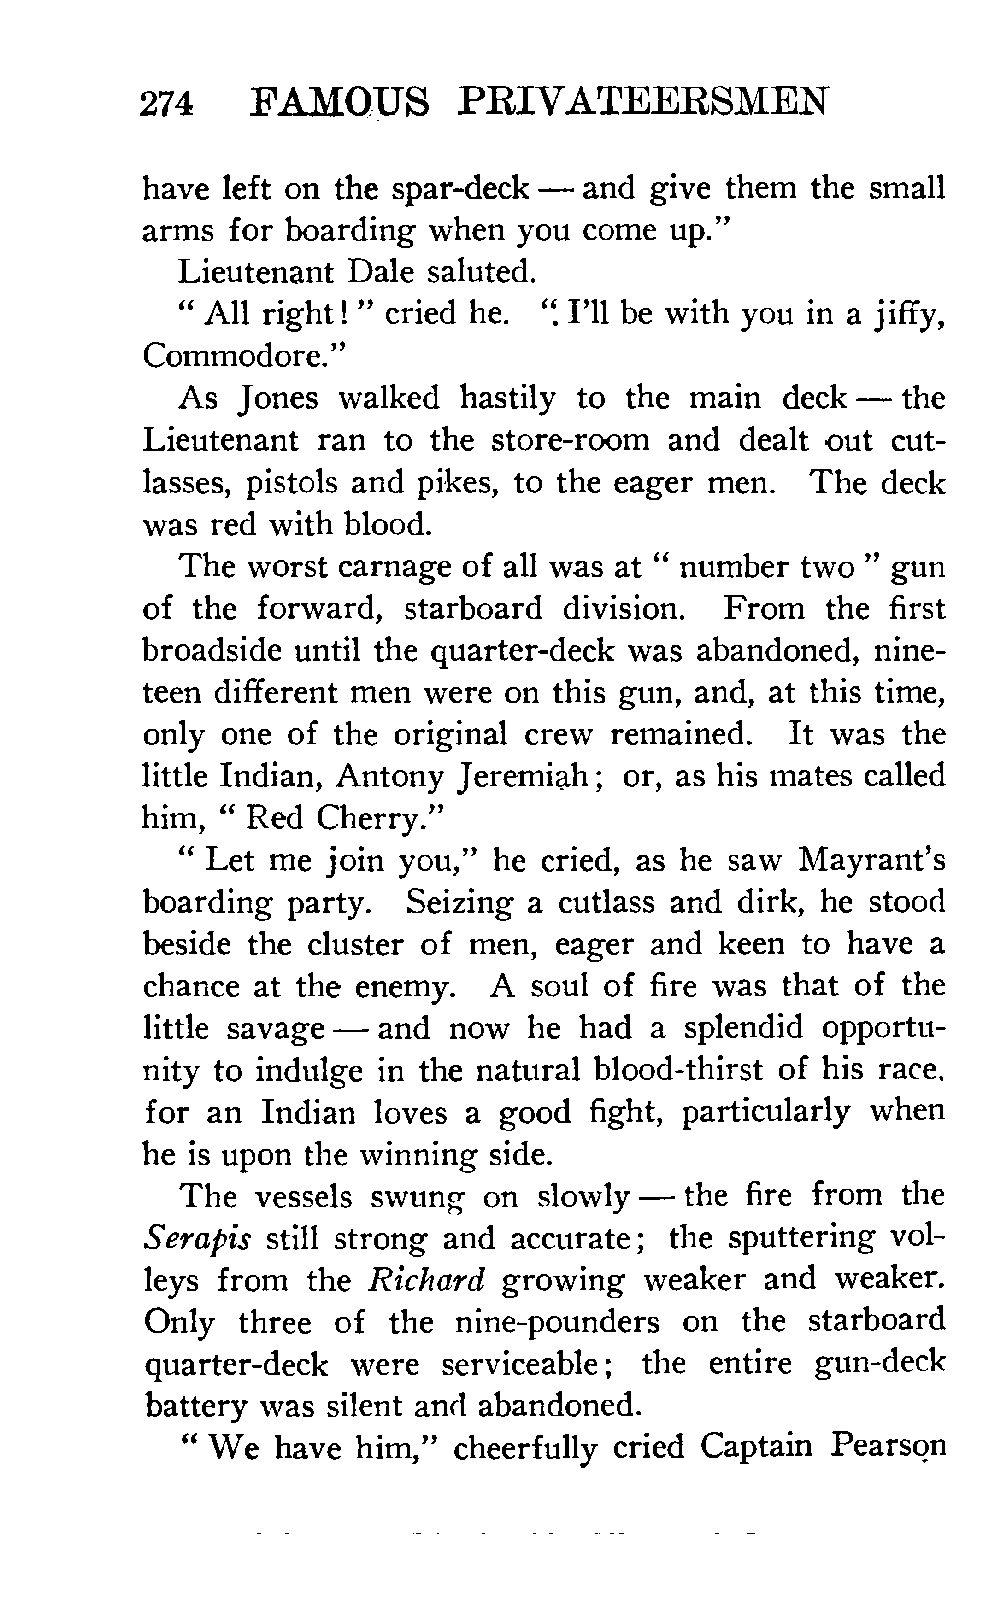 274 FAMOUS PRIVATEERSMEN
have left on the spar-deck — and give them the small
arms for boarding when you come up."
Lieutenant Dale saluted.
" All right! " cried he. " I'll be with you in a jiffy,
Commodore."
As Jones walked hastily to the main deck — the
Lieutenant ran to the store-room and dealt out cut-
lasses, pistols and pikes, to the eager men. The deck
was red with blood.
The worst carnage of all was at " number two " gun
of the forward, starboard division. From the first
broadside until the quarter-deck was abandoned, nine-
teen different men were on this gun, and, at this time,
only one of the original crew remained. It was the
little Indian, Antony Jeremiah; or, as his mates called
him, " Red Cherry."
" Let me join you," he cried, as he saw Mayrant's
boarding party. Seizing a cutlass and dirk, he stood
beside the cluster of men, eager and keen to have a
chance at the enemy. A soul of fire was that of the
little savage — and now he had a splendid opportu-
nity to indulge in the natural blood-thirst of his race,
for an Indian loves a good fight, particularly when
he is upon the winning side.
The vessels swung on slowly — the fire from the
Serapis still strong and accurate; the sputtering vol-
leys from the Richard growing weaker and weaker.
Only three of the nine-pounders on the starboard
quarter-deck were serviceable; the entire gun-deck
battery was silent and abandoned.
" We have him," cheerfully cried Captain Pearson